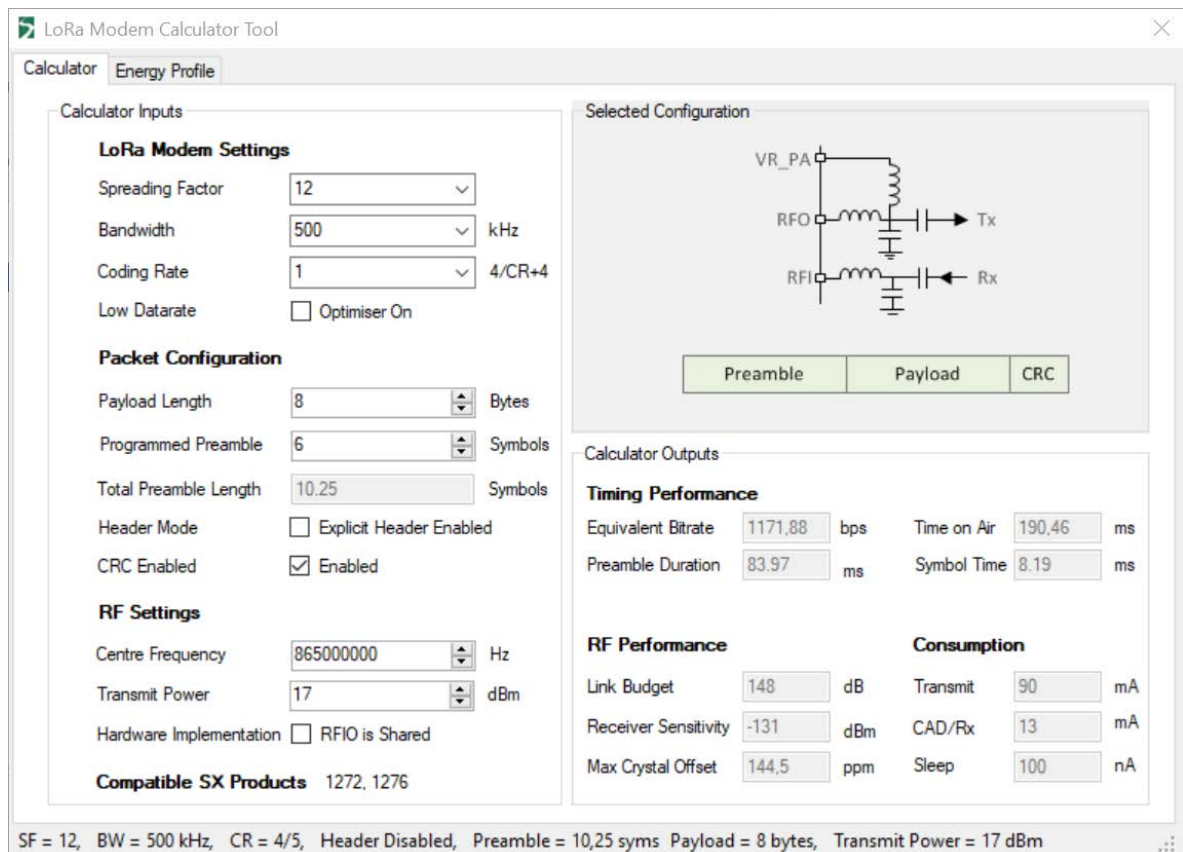 LoRa Modem Calculator Tool
Calculator Energy Profile
Calculator Inputs
LoRa Modem Settings
Spreading Factor 12
Bandwidth 500 kHz
Coding Rate 1 4/CR+4
Low Datarate Optimiser On
Packet Configuration
Payload Length 8 Bytes
Programmed Preamble 6 Symbols
Total Preamble Length 10.25 Symbols
Header Mode Explicit Header Enabled
CRC Enabled Enabled
RF Settings
Centre Frequency 865000000 Hz
Transmit Power 17 dBm
Hardware Implementation RFIO is Shared
Compatible SX Products 1272, 1276
Selected Configuration
VR_PA
RFO Tx
RFI Rx
Preamble Payload CRC
Calculator Outputs
Timing Performance
Equivalent Bitrate 1171,88 bps Time on Air 190,46 ms
Preamble Duration 83.97 ms Symbol Time 8.19 ms
RF Performance Consumption
Link Budget 148 dB Transmit 90 mA
Receiver Sensitivity -131 dBm CAD/Rx 13 mA
Max Crystal Offset 144,5 ppm Sleep 100 nA
SF = 12, BW = 500 kHz, CR = 4/5, Header Disabled, Preamble = 10,25 syms Payload = 8 bytes, Transmit Power = 17 dBm